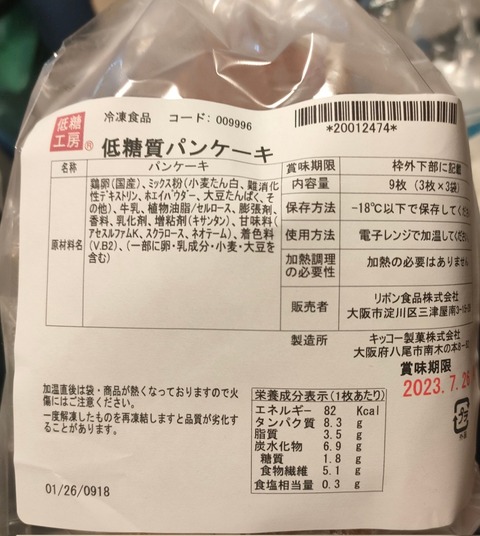 低糖
工房®
冷凍食品 コード: 009996
*20012474*
低糖質パンケーキ
名称 パンケーキ
原材料名
鶏卵(国産)、ミックス粉(小麦たん白、難消化
性デキストリン、ホエイパウダー、大豆たんぱく、そ
の他)、牛乳、植物油脂/セルロース、膨張剤、
香料、乳化剤、増粘剤(キサンタン)、甘味料(ア
セスルファムK、スクラロース、ネオテーム)、着色料
(V.B2)、(一部に卵・乳成分・小麦・大豆を
含む)
賞味期限 枠外下部に記載
内容量 9枚 (3枚×3袋)
保存方法 -18℃以下で保存してくだ
使用方法 電子レンジで加温してくださ
加熱調理
の必要性
加熱の必要はありませ
販売者
リボン食品株式会社
大阪市淀川区三津屋南3-15-
製造所
キッコー製菓株式会社
大阪府八尾市南木の本8-
賞味期限
2023.7.26
加温直後は袋・商品が熱くなっておりますので火
傷にはご注意ください。
一度解凍したものを再凍結しますと品質が劣化す
ることがあります。
栄養成分表示(1枚あたり)
エネルギー 82 Kcal
タンパク質 8.3 g
脂質 3.5 g
炭水化物 6.9 g
糖質 1.8 g
食物繊維 5.1 g
食塩相当量 0.3 g
プラ
01/26/0918